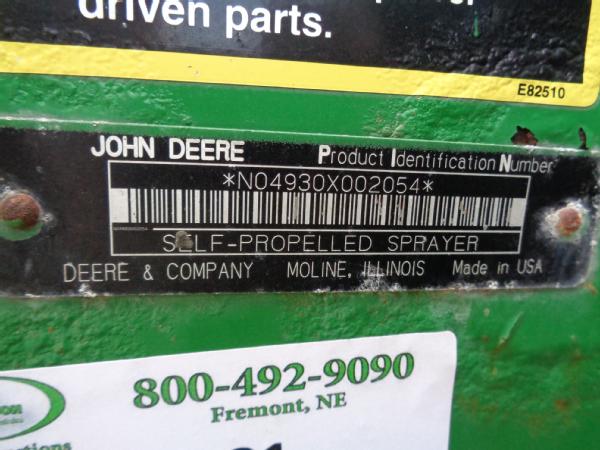 driven parts.
E82510
JOHN DEERE Product Identification Number
*N04930X002054*
SELF-PROPELLED SPRAYER
DEERE & COMPANY MOLINE, ILLINOIS Made in USA
800-492-9090
Fremont, NE